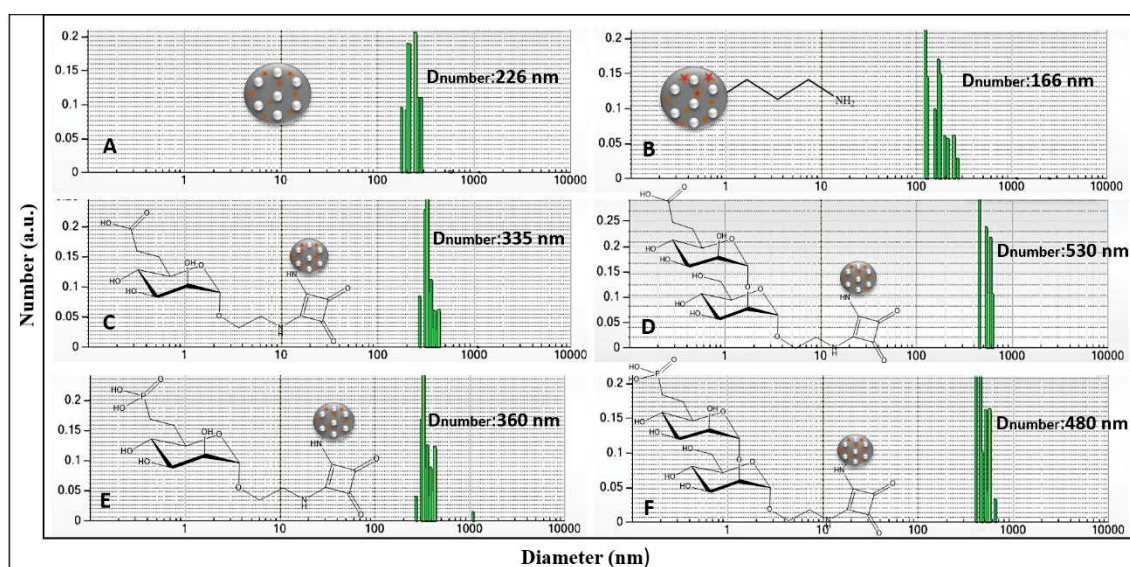 Number (a.u.)
0.2
0.15
0.1
0.05
0
A
Dnumber:226 nm
1 10 100 1000 10000
0.2
0.15
0.1
0.05
0
B
NH2
Dnumber:166 nm
1 10 100 1000 10000
0.2
0.15
0.1
0.05
0
C
HO
O
HO
HO
OH
O
O
HN
N
H
O
O
Dnumber:335 nm
1 10 100 1000 10000
0.25
0.2
0.15
0.1
0.05
0
D
HO
O
HO
HO
OH
O
HO
O
HO
HO
O
O
HN
N
H
O
O
Dnumber:530 nm
1 10 100 1000 10000
0.2
0.15
0.1
0.05
0
E
HO
P
O
HO
HO
HO
OH
O
O
HN
N
H
O
O
Dnumber:360 nm
1 10 100 1000 10000
0.2
0.15
0.1
0.05
0
F
HO
P
O
HO
HO
HO
OH
O
HO
O
HO
HO
O
O
HN
N
H
O
O
Dnumber:480 nm
1 10 100 1000 10000
Diameter (nm)